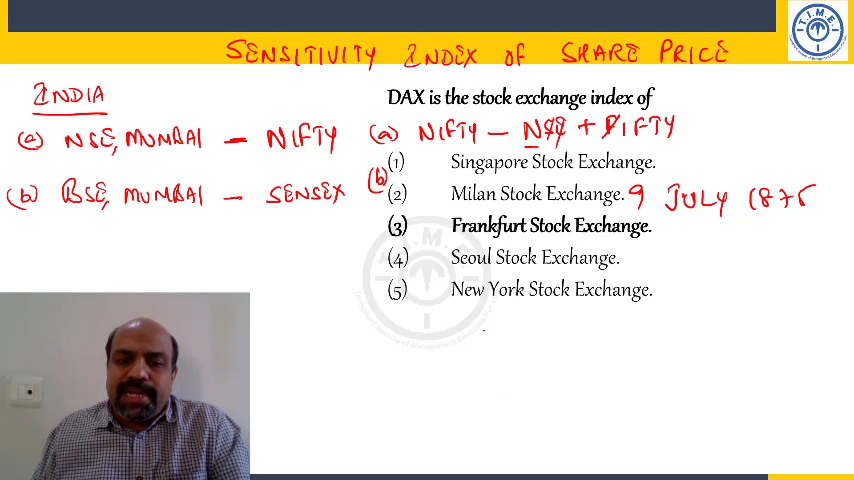 SENSITIVITY INDEX OF SHARE PRICE
INDIA
(a) NSE, MUMBAI – NIFTY
(b) BSE, MUMBAI – SENSEX
DAX is the stock exchange index of
(a) NIFTY – NSE + FIFTY
(1) Singapore Stock Exchange.
(b)
(2) Milan Stock Exchange. 9 JULY 1875
(3) Frankfurt Stock Exchange.
(4) Seoul Stock Exchange.
(5) New York Stock Exchange.
T.I.M.E.